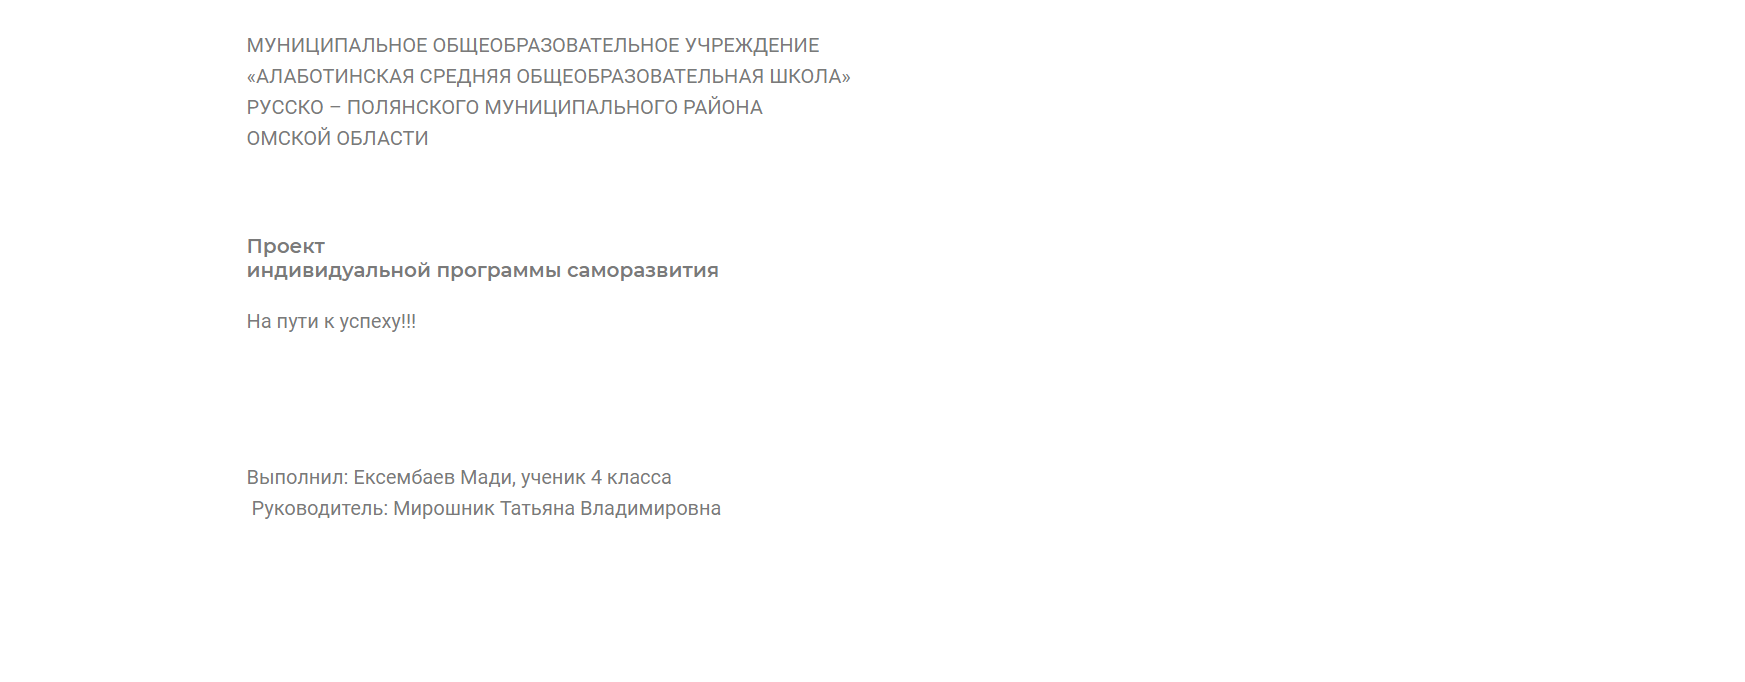 МУНИЦИПАЛЬНОЕ ОБЩЕОБРАЗОВАТЕЛЬНОЕ УЧРЕЖДЕНИЕ
«АЛАБОТИНСКАЯ СРЕДНЯЯ ОБЩЕОБРАЗОВАТЕЛЬНАЯ ШКОЛА»
РУССКО – ПОЛЯНСКОГО МУНИЦИПАЛЬНОГО РАЙОНА
ОМСКОЙ ОБЛАСТИ
Проект
индивидуальной программы саморазвития
На пути к успеху!!!
Выполнил: Ексембаев Мади, ученик 4 класса
Руководитель: Мирошник Татьяна Владимировна